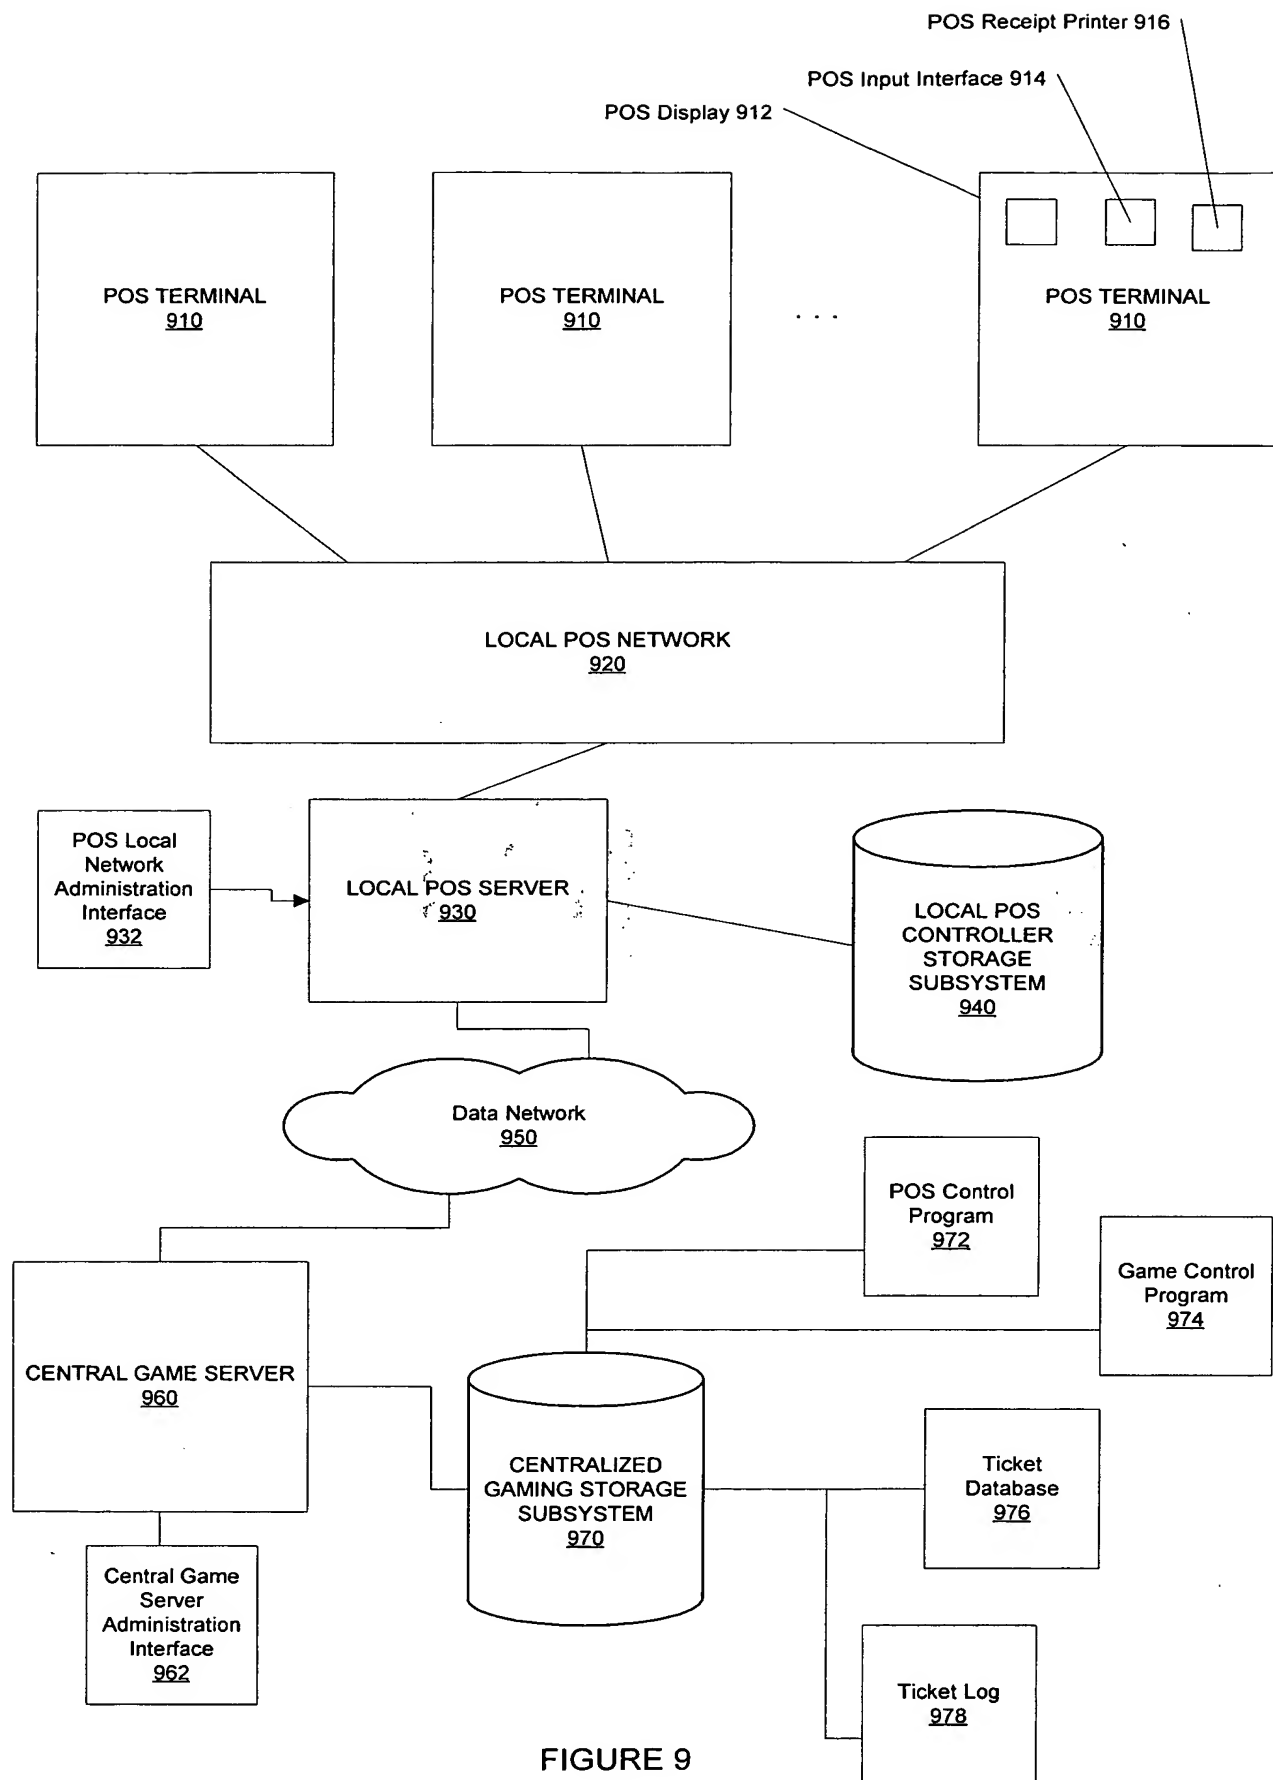 POS Receipt Printer 916
POS Input Interface 914
POS Display 912
POS TERMINAL
910
POS TERMINAL
910
. . .
POS TERMINAL
910
LOCAL POS NETWORK
920
POS Local
Network
Administration
Interface
932
LOCAL POS SERVER
930
LOCAL POS
CONTROLLER
STORAGE
SUBSYSTEM
940
Data Network
950
POS Control
Program
972
Game Control
Program
974
CENTRAL GAME SERVER
960
CENTRALIZED
GAMING STORAGE
SUBSYSTEM
970
Ticket
Database
976
Central Game
Server
Administration
Interface
962
Ticket Log
978
FIGURE 9